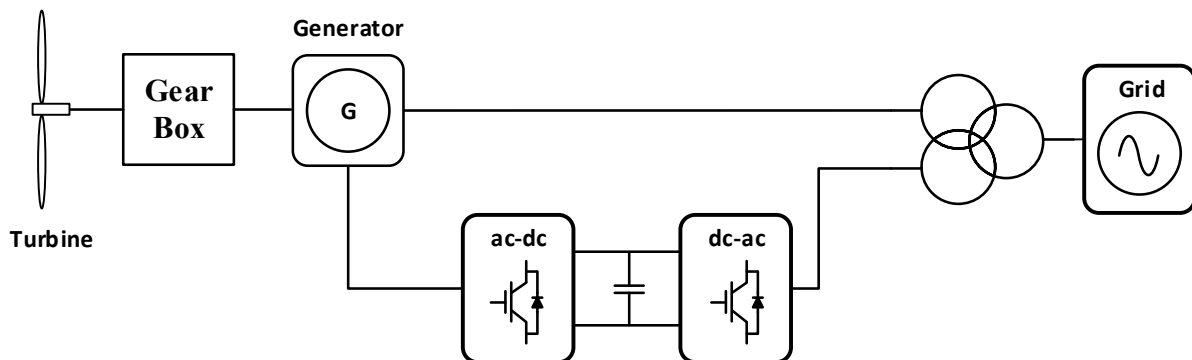 Generator
Gear
Box
G
Grid
Turbine
ac-dc
dc-ac